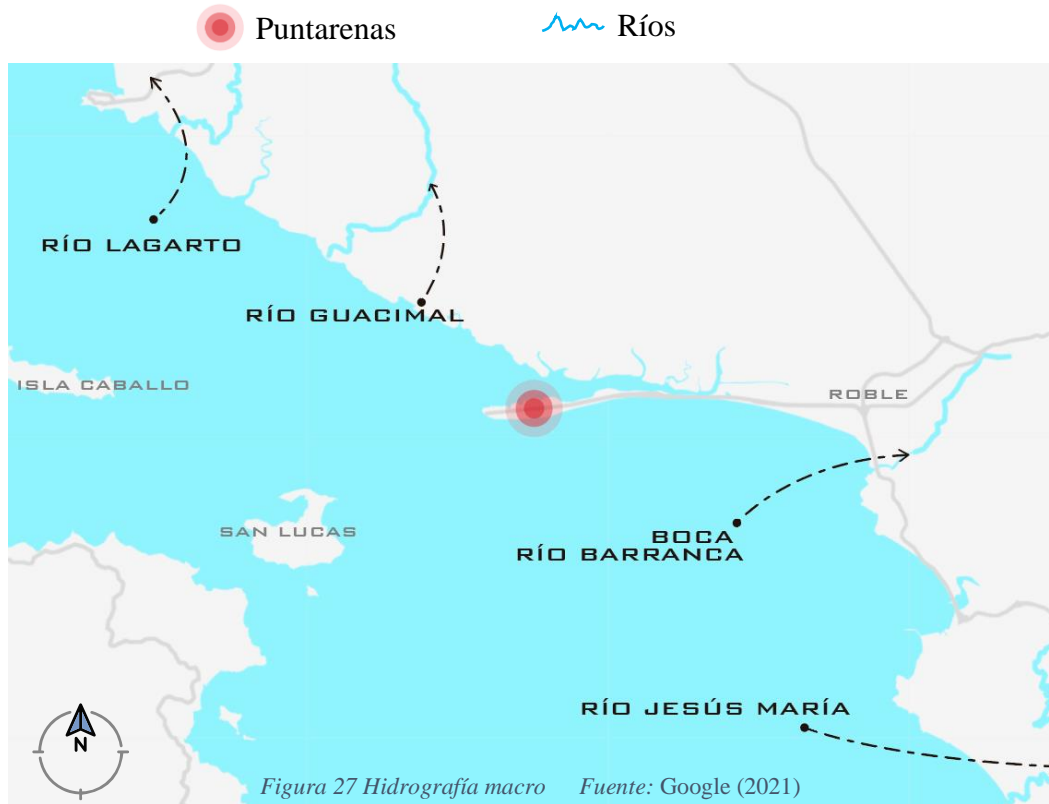 Puntarenas
Ríos
RÍO LAGARTO
RÍO GUACIMAL
ISLA CABALLO
ROBLE
SAN LUCAS
BOCA
RÍO BARRANCA
RÍO JESÚS MARÍA
N
Figura 27 Hidrografía macro Fuente: Google (2021)